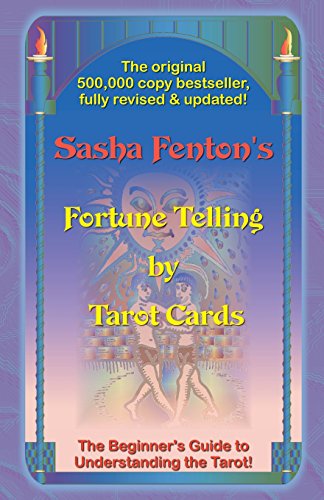 The original
500,000 copy bestseller,
fully revised & updated!
Sasha Fenton's
Fortune Telling
by
Tarot Cards
The Beginner's Guide to
Understanding the Tarot!